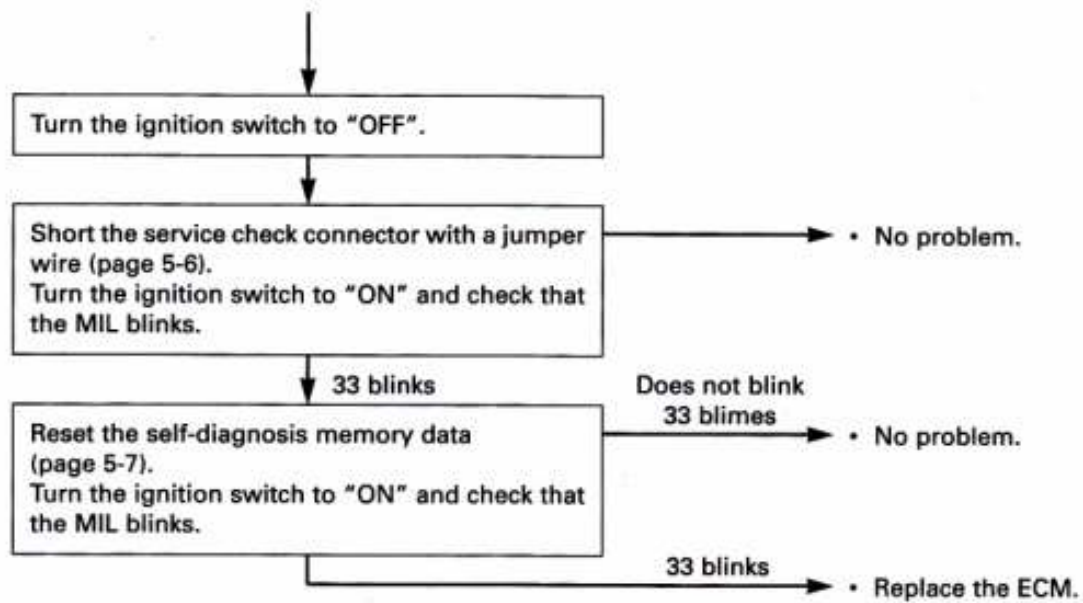 Turn the ignition switch to “OFF”.
Short the service check connector with a jumper
wire (page 5-6).
Turn the ignition switch to “ON” and check that
the MIL blinks.
• No problem.
33 blinks
Does not blink
33 blimes
Reset the self-diagnosis memory data
(page 5-7).
Turn the ignition switch to “ON” and check that
the MIL blinks.
• No problem.
33 blinks
• Replace the ECM.